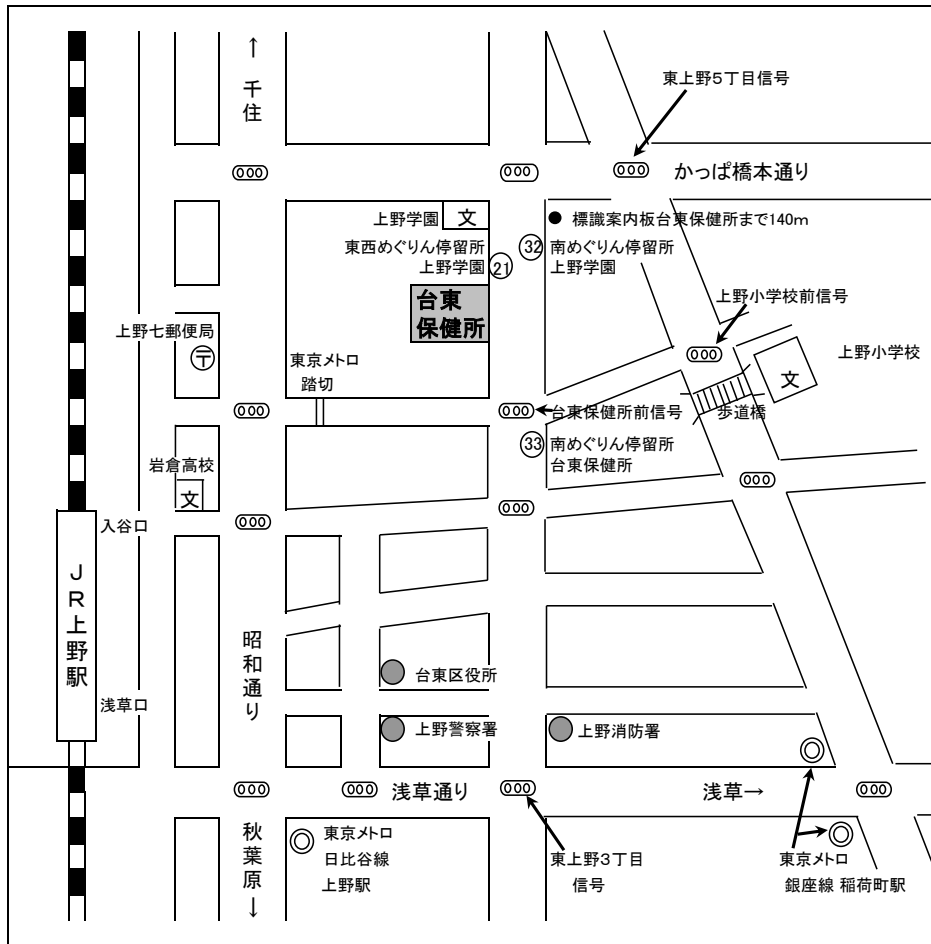 ↑
千住
東上野5丁目信号
かっぱ橋本通り
上野学園
文
標識案内板台東保健所まで140m
東西めぐりん停留所
上野学園
21
32
南めぐりん停留所
上野学園
台東
保健所
上野小学校前信号
上野七郵便局
〒
東京メトロ
踏切
上野小学校
文
台東保健所前信号
歩道橋
33
南めぐりん停留所
台東保健所
岩倉高校
文
入谷口
JR上野駅
昭和通り
台東区役所
浅草口
上野警察署
上野消防署
浅草通り
浅草→
秋葉原
↓
東京メトロ
日比谷線
上野駅
東上野3丁目
信号
東京メトロ
銀座線 稲荷町駅